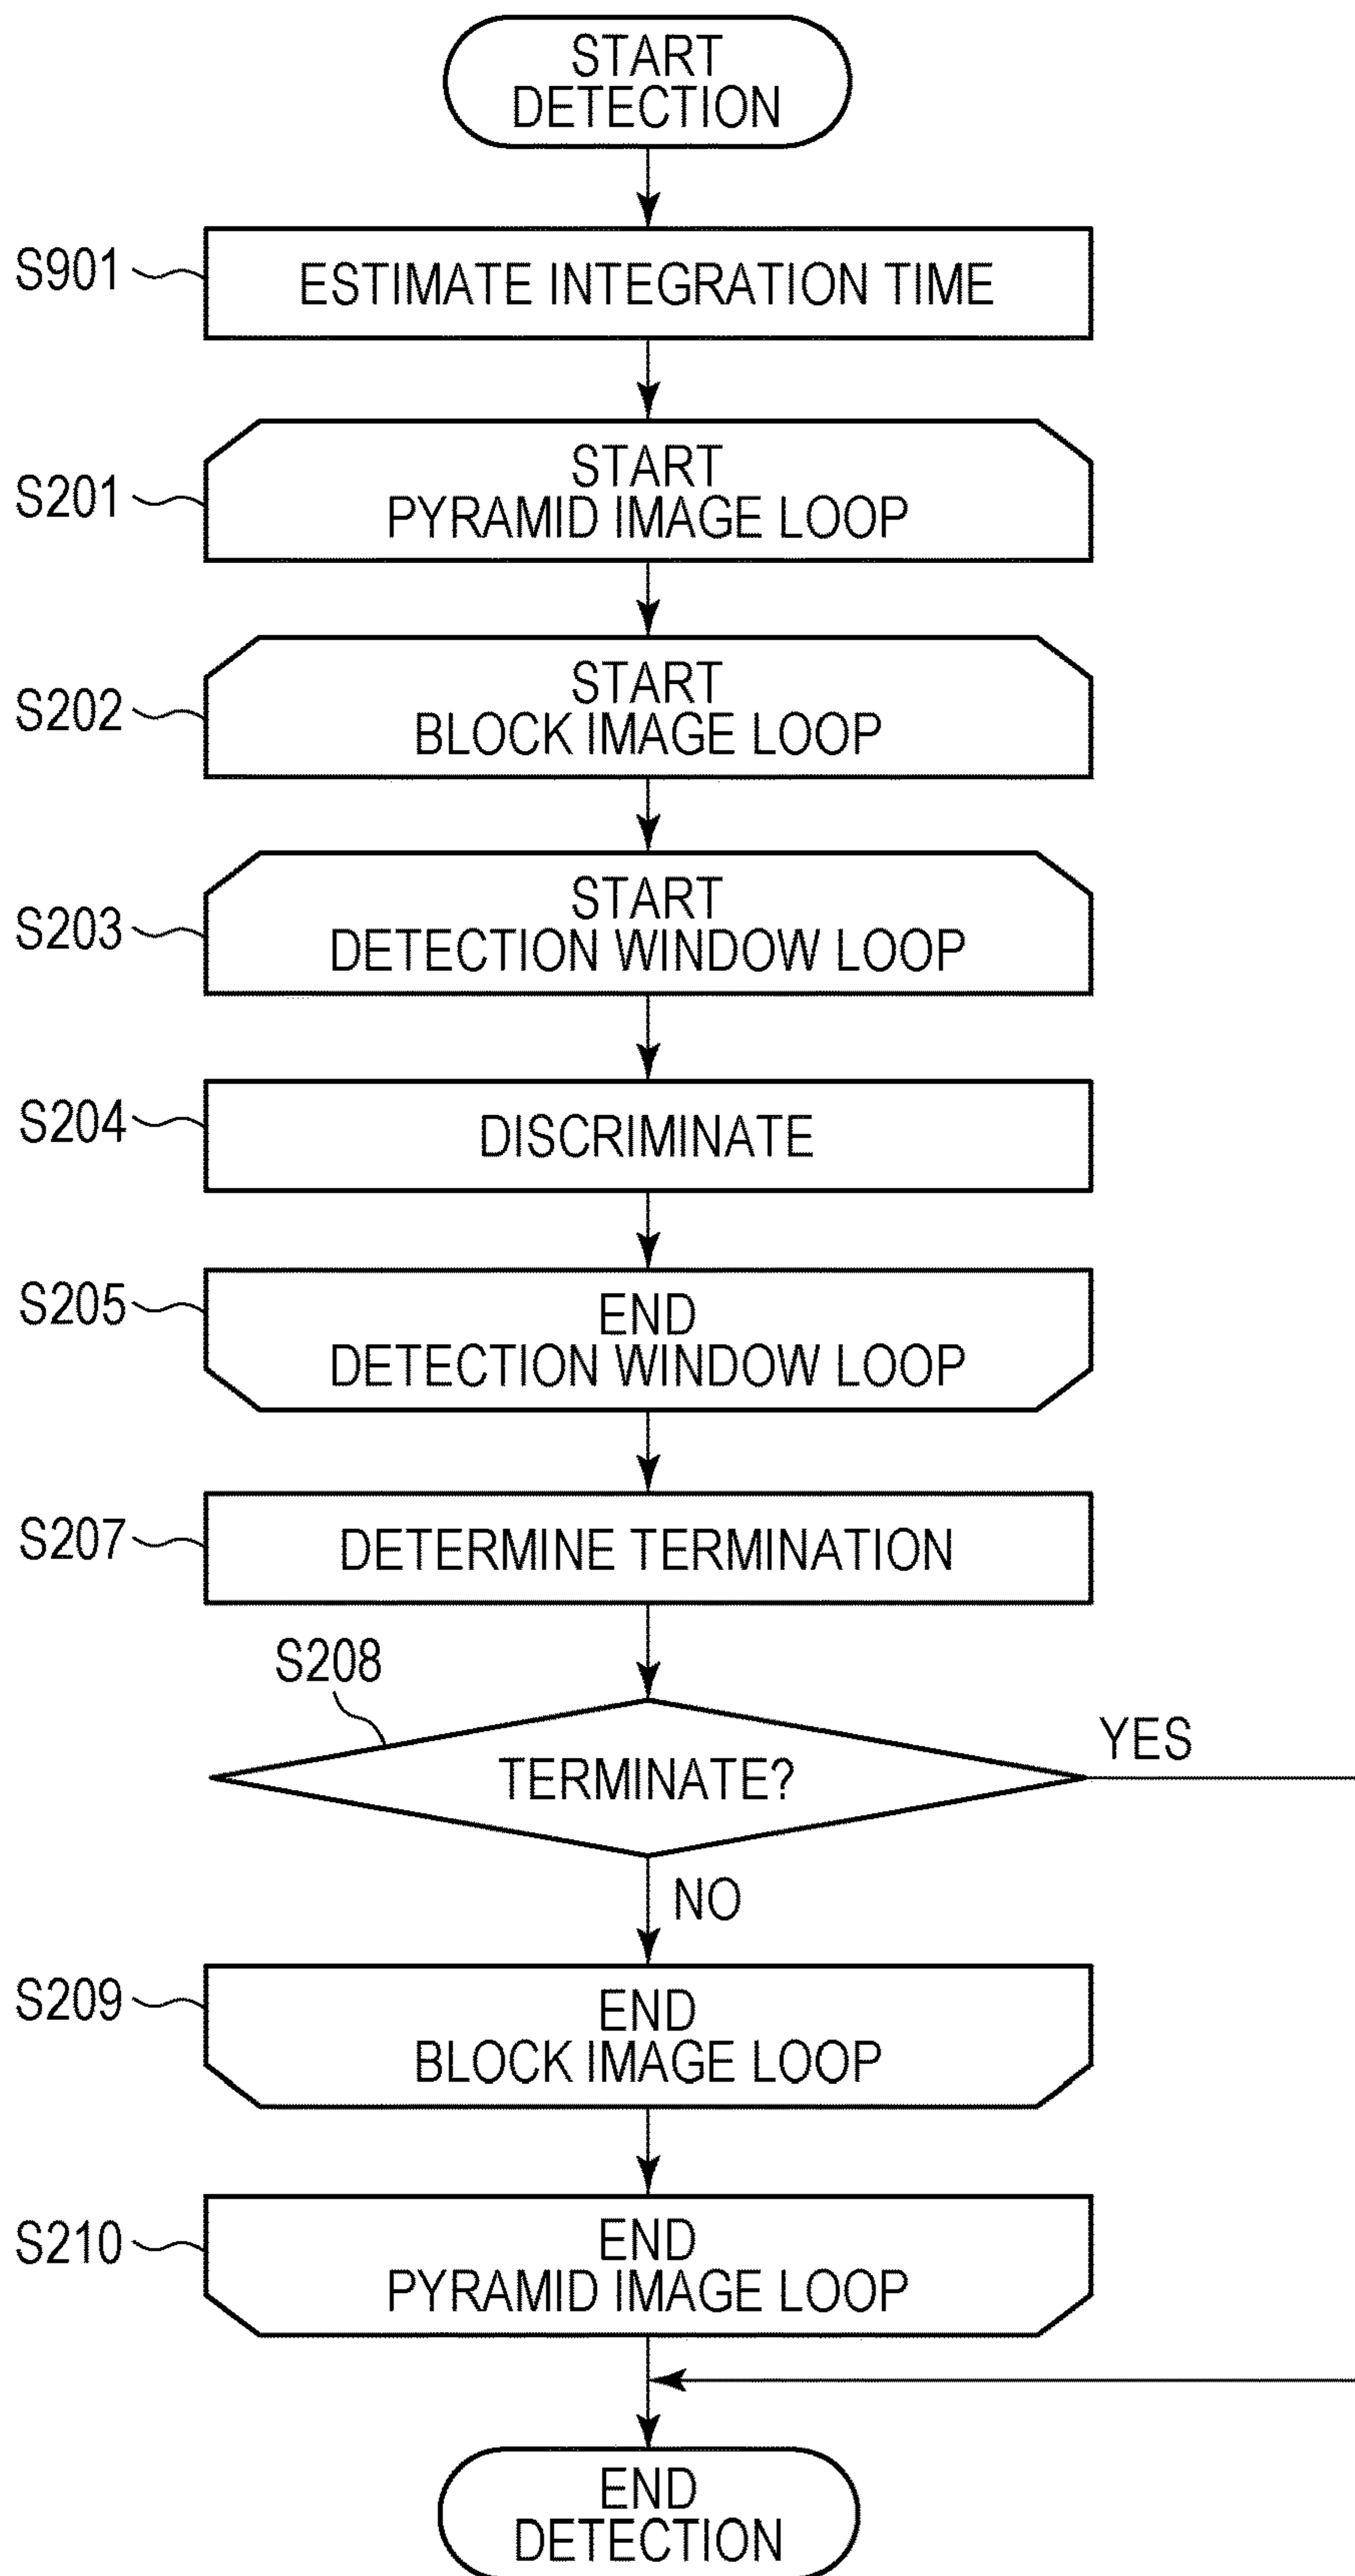 START
DETECTION
S901
ESTIMATE INTEGRATION TIME
S201
START
PYRAMID IMAGE LOOP
S202
START
BLOCK IMAGE LOOP
S203
START
DETECTION WINDOW LOOP
S204
DISCRIMINATE
S205
END
DETECTION WINDOW LOOP
S207
DETERMINE TERMINATION
S208
TERMINATE?
YES
NO
S209
END
BLOCK IMAGE LOOP
S210
END
PYRAMID IMAGE LOOP
END
DETECTION